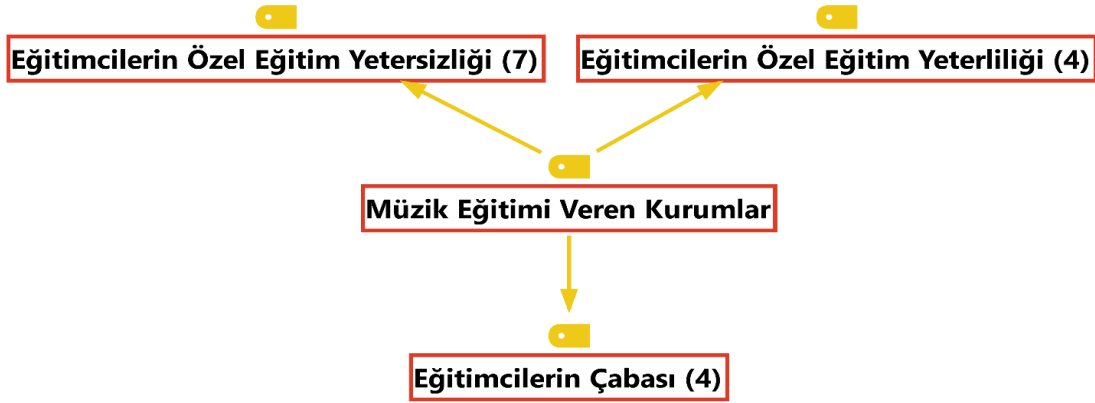 Eğitimcilerin Özel Eğitim Yetersizliği (7)
Eğitimcilerin Özel Eğitim Yeterliliği (4)
Müzik Eğitimi Veren Kurumlar
Eğitimcilerin Çabası (4)